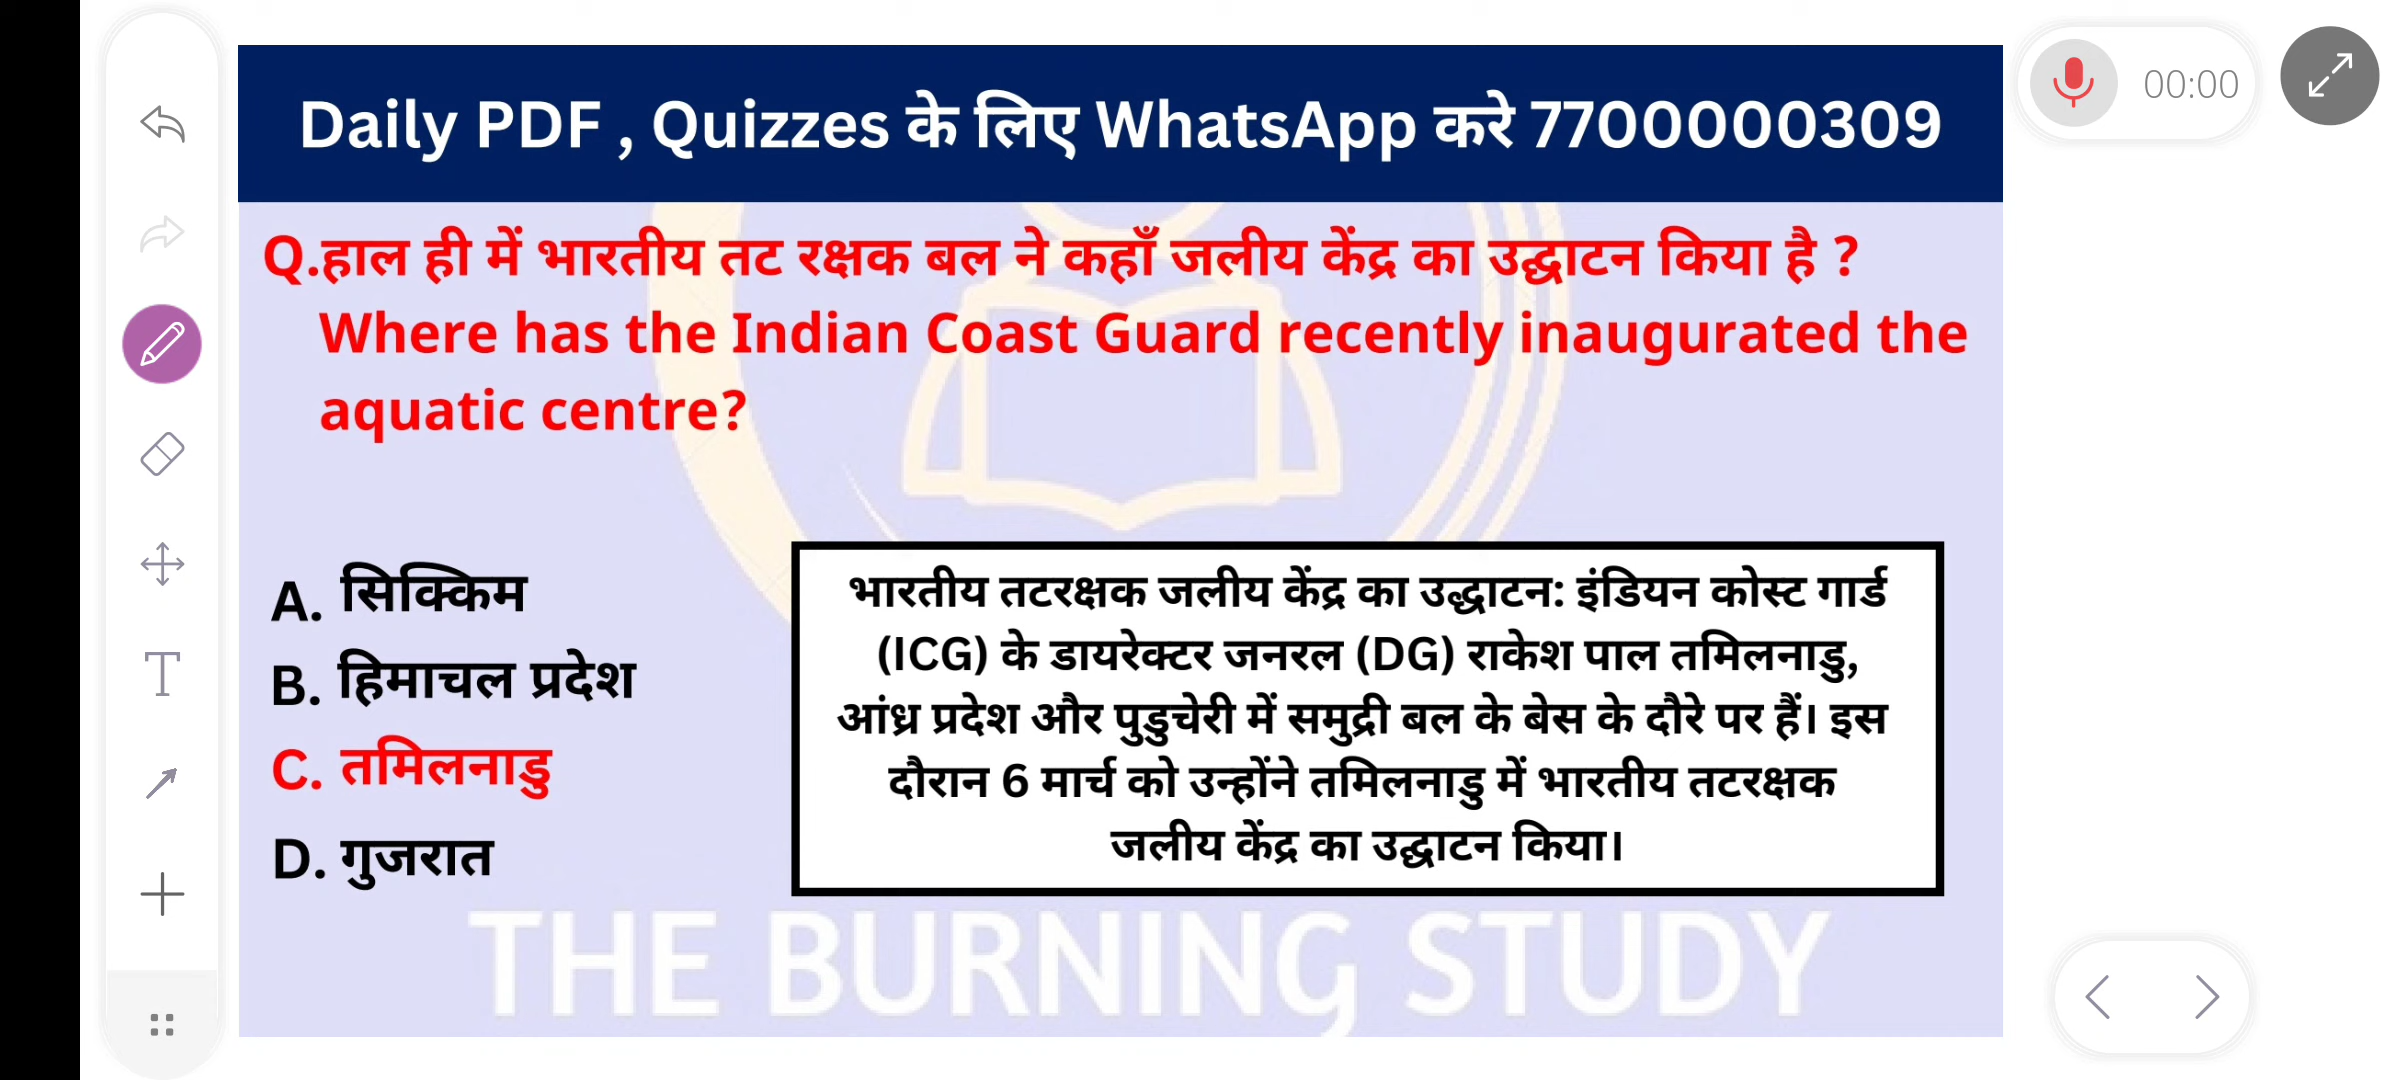 Daily PDF , Quizzes के लिए WhatsApp करे 7700000309
00:00
Q.हाल ही में भारतीय तट रक्षक बल ने कहाँ जलीय केंद्र का उद्घाटन किया है ?
Where has the Indian Coast Guard recently inaugurated the
aquatic centre?
A. सिक्किम
B. हिमाचल प्रदेश
C. तमिलनाडु
D. गुजरात
भारतीय तटरक्षक जलीय केंद्र का उद्घाटन: इंडियन कोस्ट गार्ड
(ICG) के डायरेक्टर जनरल (DG) राकेश पाल तमिलनाडु,
आंध्र प्रदेश और पुडुचेरी में समुद्री बल के बेस के दौरे पर हैं। इस
दौरान 6 मार्च को उन्होंने तमिलनाडु में भारतीय तटरक्षक
जलीय केंद्र का उद्घाटन किया।
THE BURNING STUDY